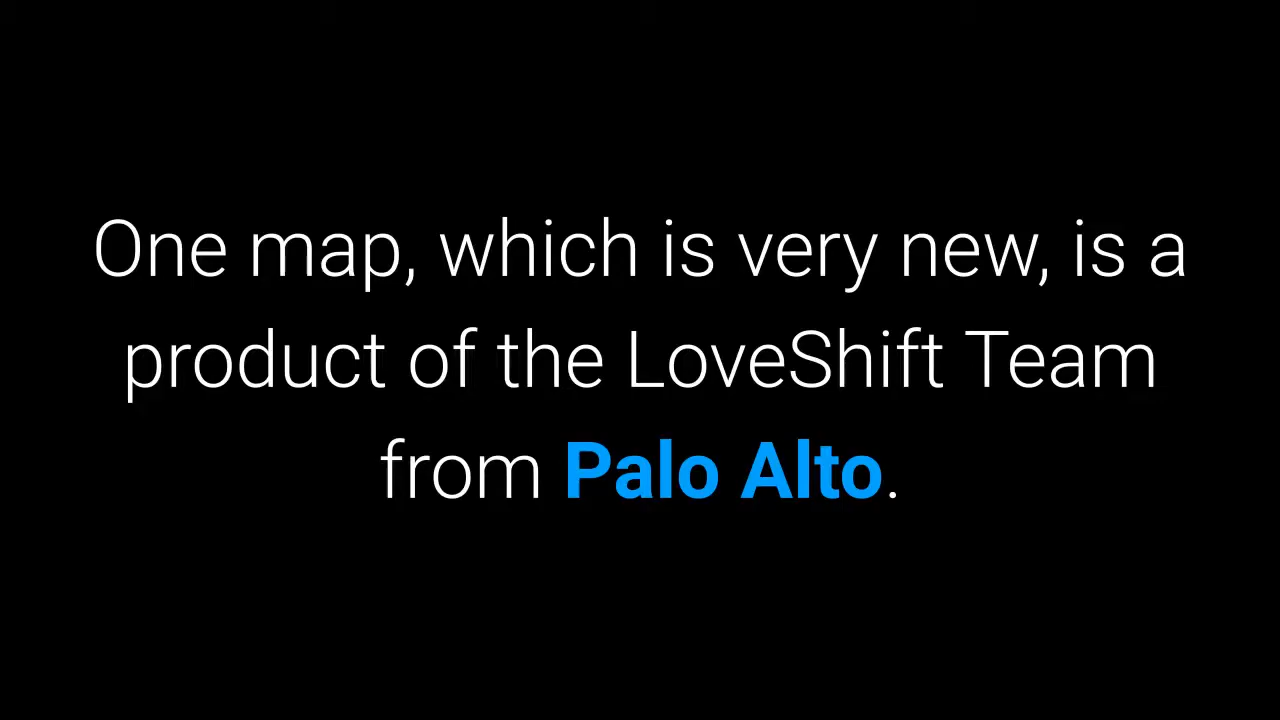 One map, which is very new, is a
product of the LoveShift Team
from Palo Alto.